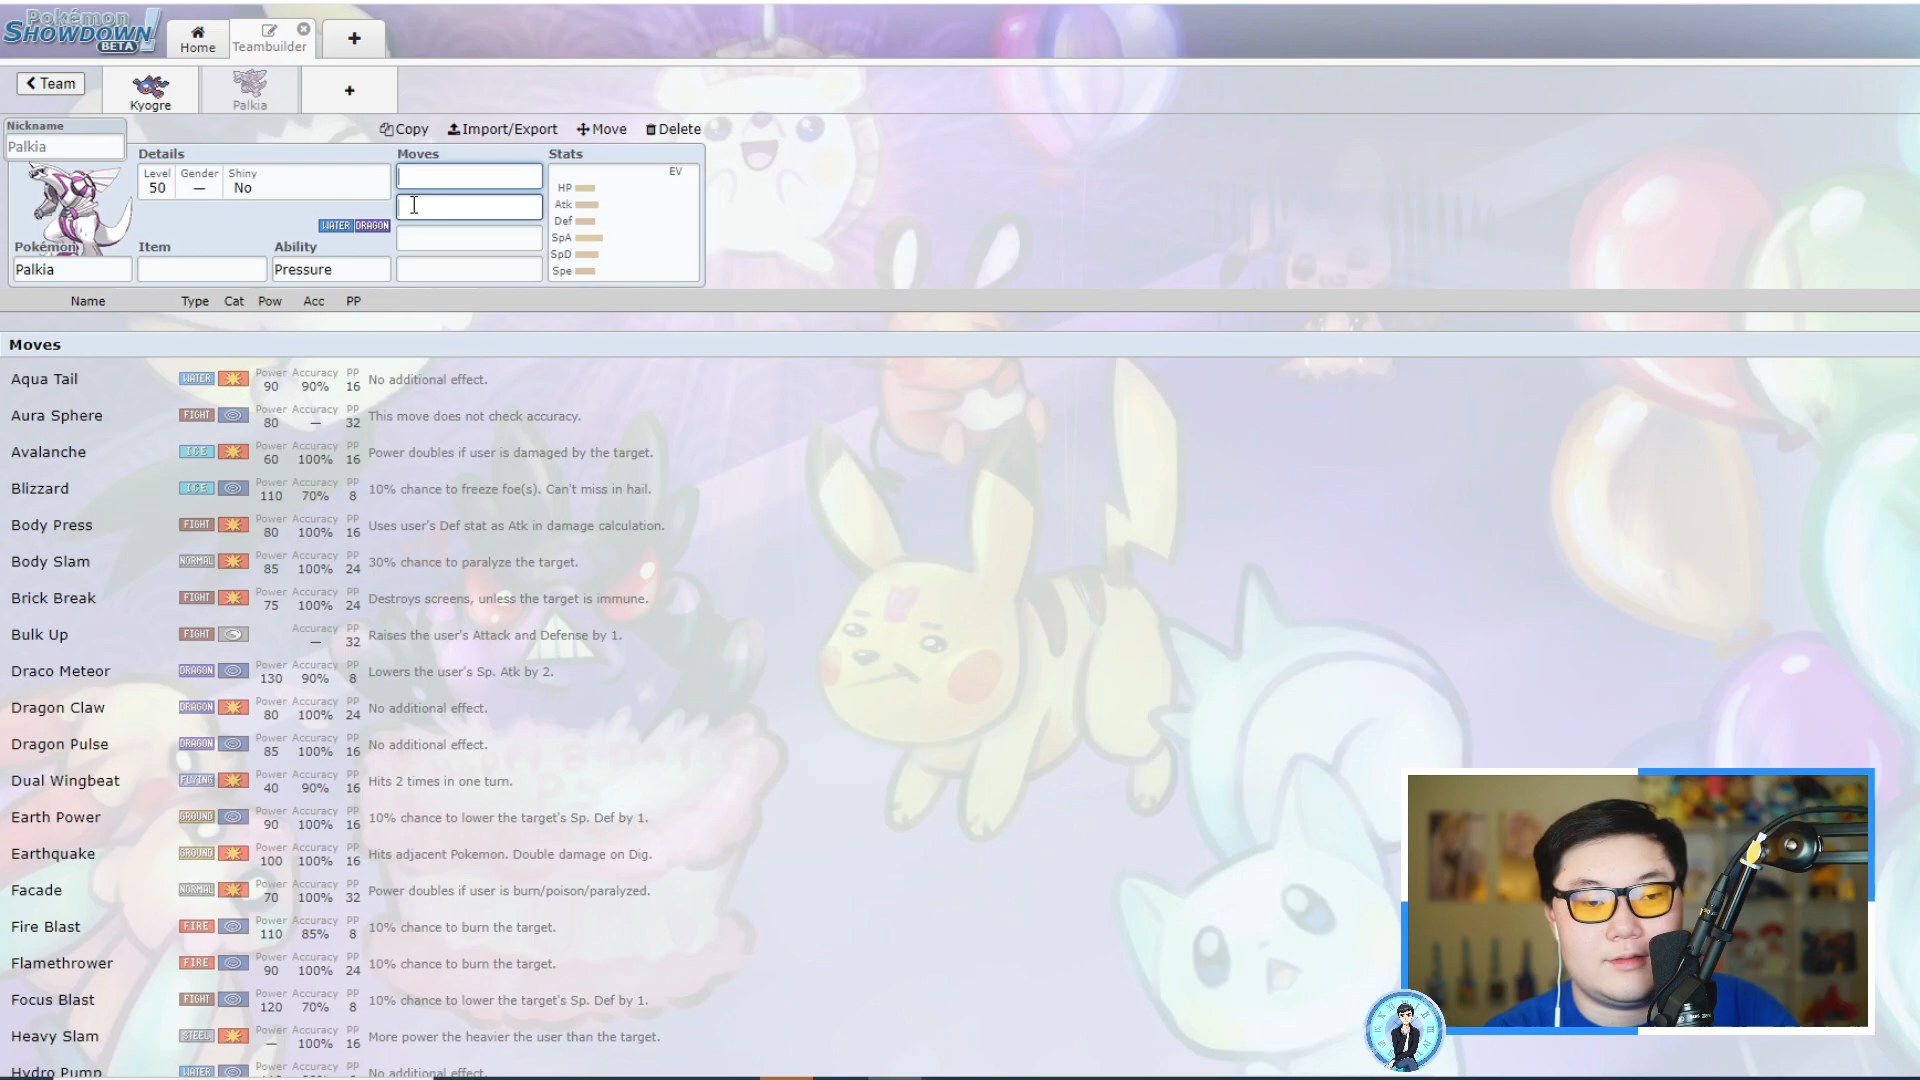 Pokémon
SHOWDOWN!
BETA
Home
Teambuilder
+
Team
Kyogre
Palkia
+
Nickname
Palkia
Copy
Import/Export
Move
Delete
Details
Moves
Stats
Level
50
Gender
—
Shiny
No
EV
HP
Atk
Def
SpA
SpD
Spe
WATER DRAGON
Pokémon
Item
Ability
Palkia
Pressure
Name Type Cat Pow Acc PP
Moves
Aqua Tail WATER Power 90 Accuracy 90% PP 16 No additional effect.
Aura Sphere FIGHT Power 80 Accuracy — PP 32 This move does not check accuracy.
Avalanche ICE Power 60 Accuracy 100% PP 16 Power doubles if user is damaged by the target.
Blizzard ICE Power 110 Accuracy 70% PP 8 10% chance to freeze foe(s). Can't miss in hail.
Body Press FIGHT Power 80 Accuracy 100% PP 16 Uses user's Def stat as Atk in damage calculation.
Body Slam NORMAL Power 85 Accuracy 100% PP 24 30% chance to paralyze the target.
Brick Break FIGHT Power 75 Accuracy 100% PP 24 Destroys screens, unless the target is immune.
Bulk Up FIGHT Accuracy — PP 32 Raises the user's Attack and Defense by 1.
Draco Meteor DRAGON Power 130 Accuracy 90% PP 8 Lowers the user's Sp. Atk by 2.
Dragon Claw DRAGON Power 80 Accuracy 100% PP 24 No additional effect.
Dragon Pulse DRAGON Power 85 Accuracy 100% PP 16 No additional effect.
Dual Wingbeat FLYING Power 40 Accuracy 90% PP 16 Hits 2 times in one turn.
Earth Power GROUND Power 90 Accuracy 100% PP 16 10% chance to lower the target's Sp. Def by 1.
Earthquake GROUND Power 100 Accuracy 100% PP 16 Hits adjacent Pokemon. Double damage on Dig.
Facade NORMAL Power 70 Accuracy 100% PP 32 Power doubles if user is burn/poison/paralyzed.
Fire Blast FIRE Power 110 Accuracy 85% PP 8 10% chance to burn the target.
Flamethrower FIRE Power 90 Accuracy 100% PP 24 10% chance to burn the target.
Focus Blast FIGHT Power 120 Accuracy 70% PP 8 10% chance to lower the target's Sp. Def by 1.
Heavy Slam STEEL Power — Accuracy 100% PP 16 More power the heavier the user than the target.
Hydro Pump WATER Power Accuracy PP No additional effect.